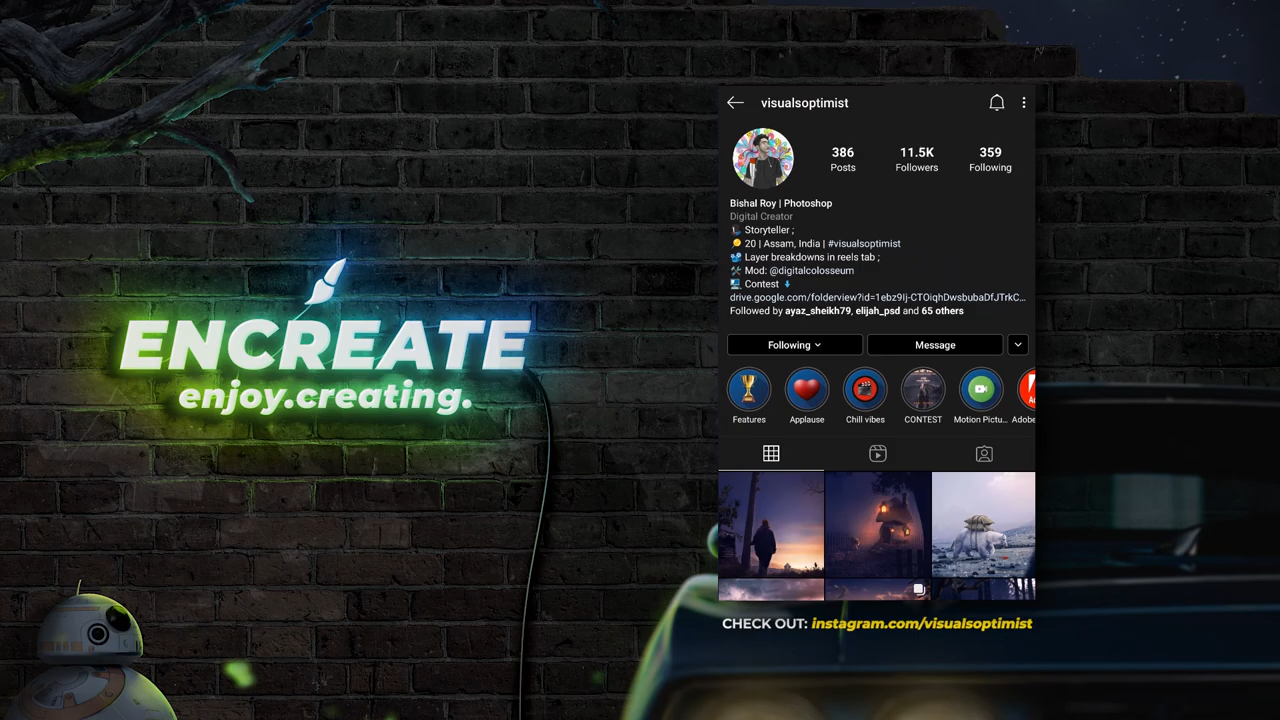 ENCREATE
enjoy.creating.
visualsoptimist
386
Posts
11.5K
Followers
359
Following
Bishal Roy | Photoshop
Digital Creator
Storyteller ;
20 | Assam, India | #visualsoptimist
Layer breakdowns in reels tab ;
Mod: @digitalcolosseum
Contest
drive.google.com/folderview?id=1ebz9Ij-CTOiqhDwsbubaDfJTrkC...
Followed by ayaz_sheikh79, elijah_psd and 65 others
Following
Message
Features
Applause
Chill vibes
CONTEST
Motion Pictu...
Adobe
CHECK OUT: instagram.com/visualsoptimist